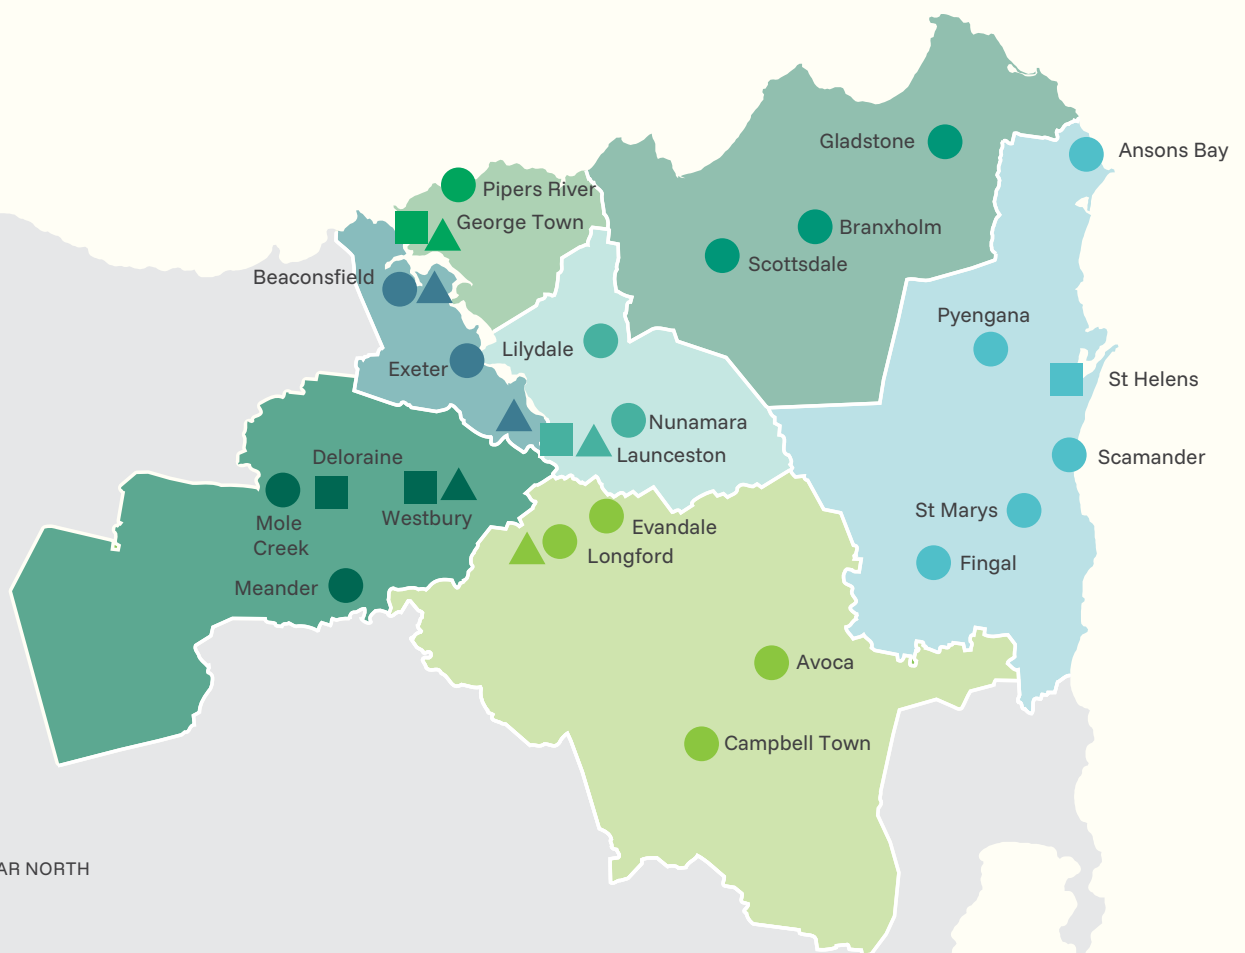 Gladstone
Ansons Bay
Pipers River
George Town
Branxholm
Scottsdale
Beaconsfield
Pyengana
Lilydale
Exeter
St Helens
Nunamara
Launceston
Deloraine
Scamander
Westbury
St Marys
Mole
Creek
Evandale
Longford
Fingal
Meander
Avoca
Campbell Town
AR NORTH